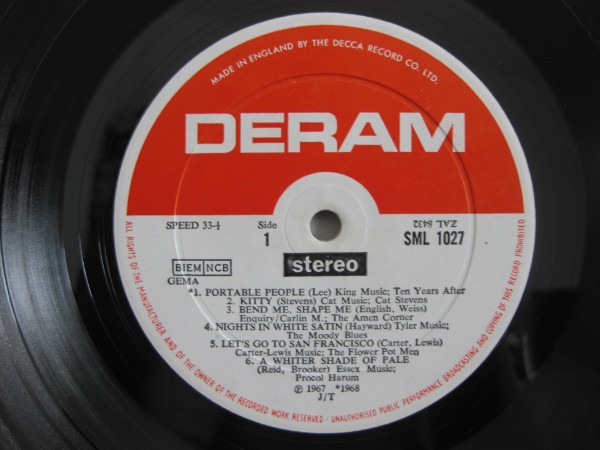 MADE IN ENGLAND BY THE DECCA RECORD CO. LTD.
DERAM
SPEED 33-⅓
Side
1
ZAL 8432
SML 1027
BIEM NCB
GEMA
stereo
*1. PORTABLE PEOPLE (Lee) King Music; Ten Years After
2. KITTY (Stevens) Cat Music; Cat Stevens
3. BEND ME, SHAPE ME (English, Weiss)
Enquiry/Carlin M.; The Amen Corner
4. NIGHTS IN WHITE SATIN (Hayward) Tyler Music;
The Moody Blues
5. LET'S GO TO SAN FRANCISCO (Carter, Lewis)
Carter-Lewis Music; The Flower Pot Men
6. A WHITER SHADE OF PALE
(Reid, Brooker) Essex Music;
Procol Harum
℗ 1967 *1968
J/T
ALL RIGHTS OF THE MANUFACTURER AND OF THE OWNER OF THE RECORDED WORK RESERVED - UNAUTHORISED PUBLIC PERFORMANCE BROADCASTING AND COPYING OF THIS RECORD PROHIBITED